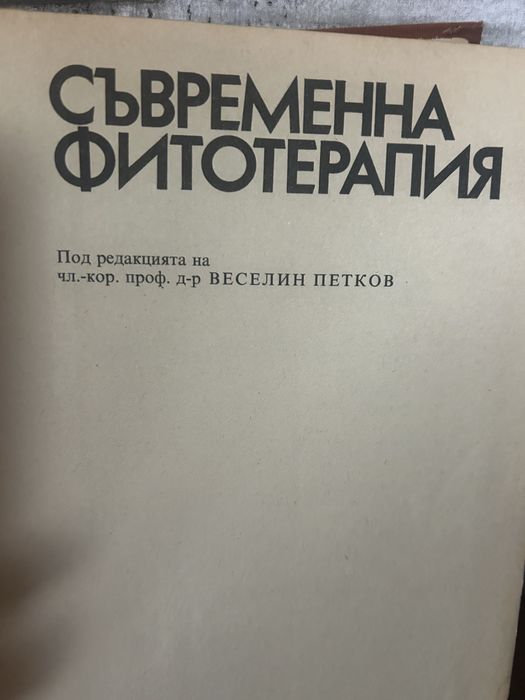 СЪВРЕМЕННА
ФИТОТЕРАПИЯ
Под редакцията на
чл.-кор. проф. д-р ВЕСЕЛИН ПЕТКОВ